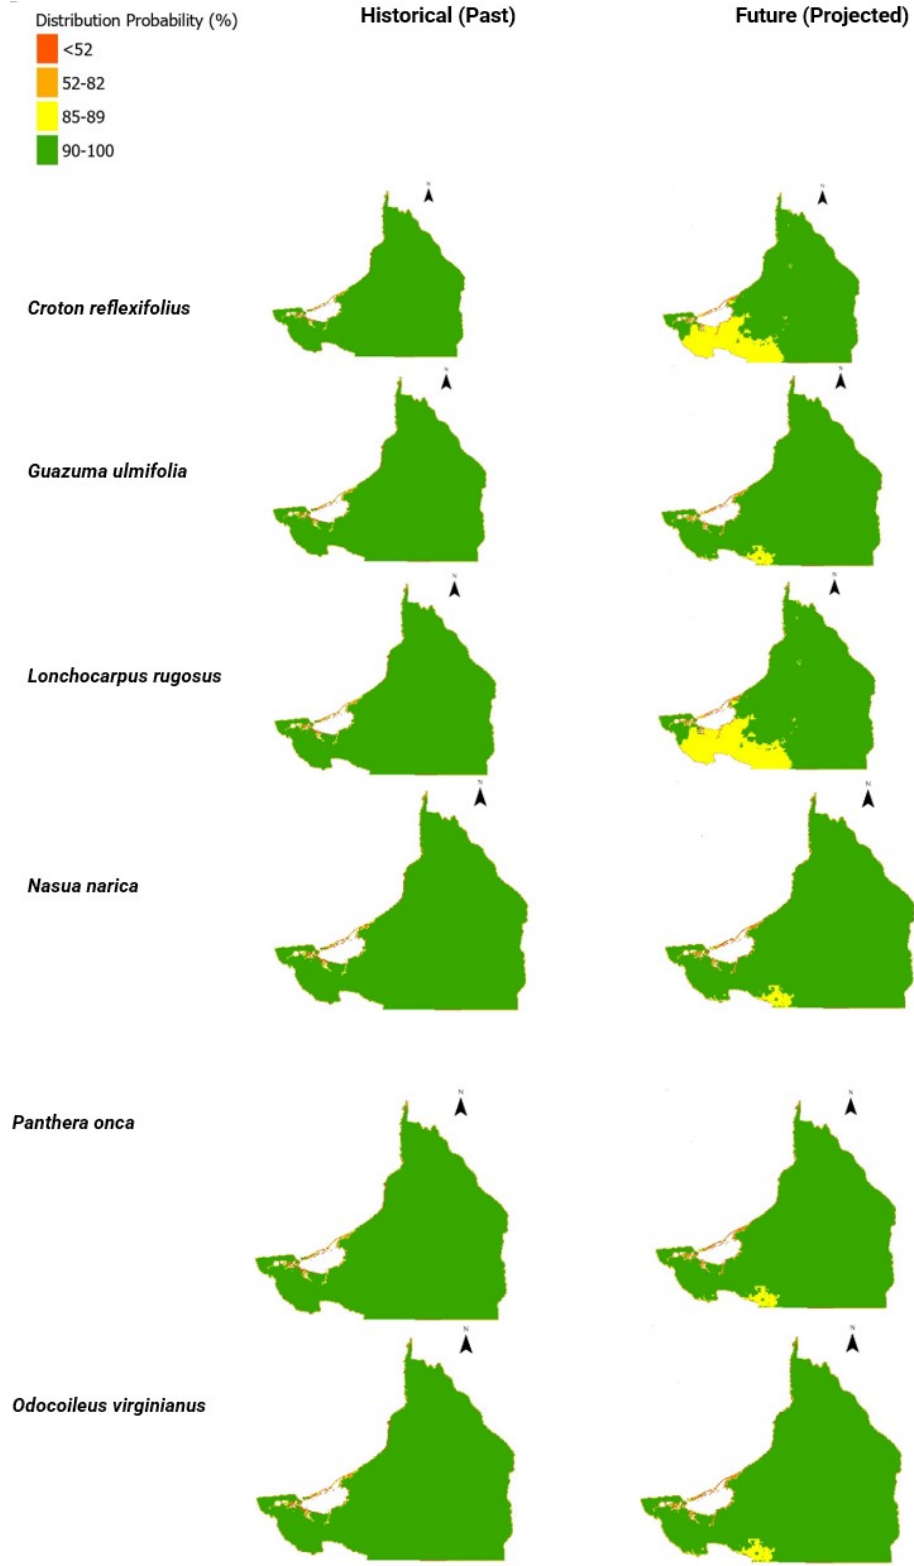 Distribution Probability (%)
Historical (Past)
Future (Projected)
<52
52-82
85-89
90-100
N
N
Croton reflexifolius
N
N
Guazuma ulmifolia
N
N
Lonchocarpus rugosus
N
N
Nasua narica
N
N
Panthera onca
N
N
Odocoileus virginianus